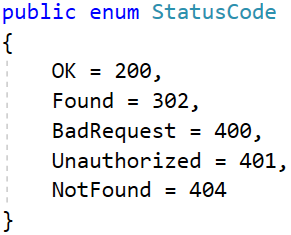 public enum StatusCode
{
    OK = 200,
    Found = 302,
    BadRequest = 400,
    Unauthorized = 401,
    NotFound = 404
}